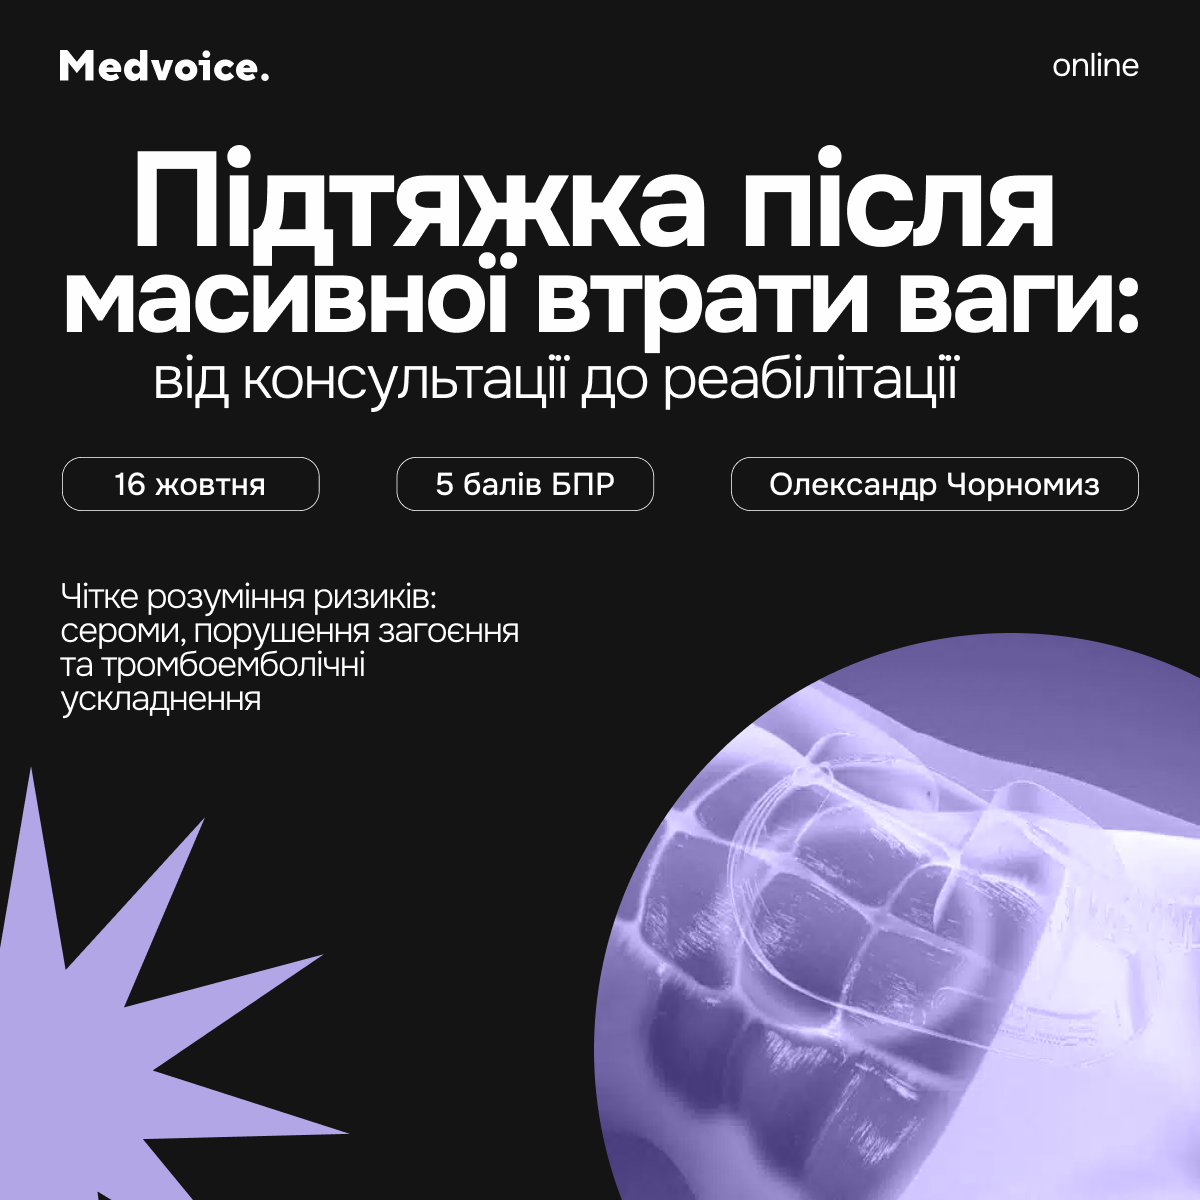 Medvoice.
online
Підтяжка після
масивної втрати ваги:
від консультації до реабілітації
16 жовтня
5 балів БПР
Олександр Чорномиз
Чітке розуміння ризиків:
сероми, порушення загоєння
та тромбоемболічні
ускладнення